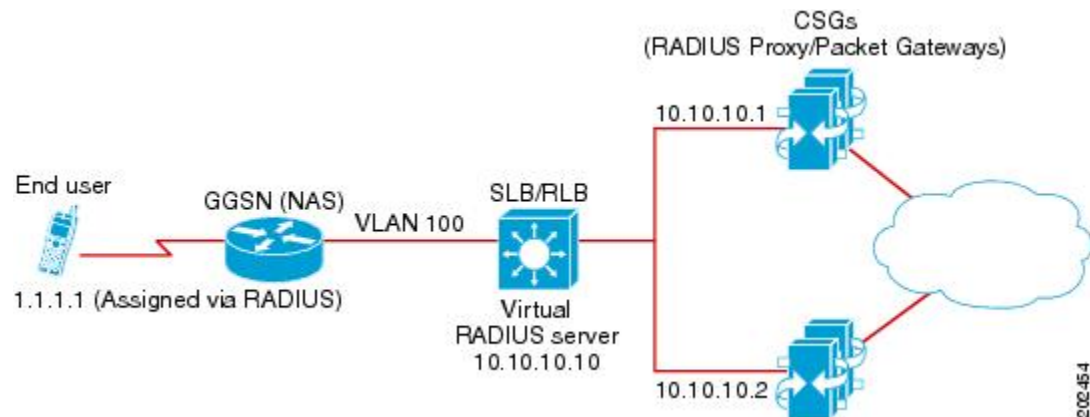 CSGs
(RADIUS Proxy/Packet Gateways)
10.10.10.1
End user
GGSN (NAS)
VLAN 100
SLB/RLB
1.1.1.1 (Assigned via RADIUS)
Virtual
RADIUS server
10.10.10.10
10.10.10.2
202454